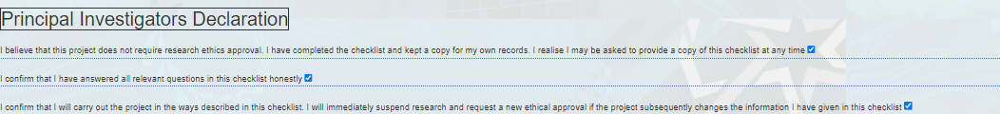 Principal Investigators Declaration
I believe that this project does not require research ethics approval. I have completed the checklist and kept a copy for my own records. I realise I may be asked to provide a copy of this checklist at any time
I confirm that I have answered all relevant questions in this checklist honestly
I confirm that I will carry out the project in the ways described in this checklist. I will immediately suspend research and request a new ethical approval if the project subsequently changes the information I have given in this checklist